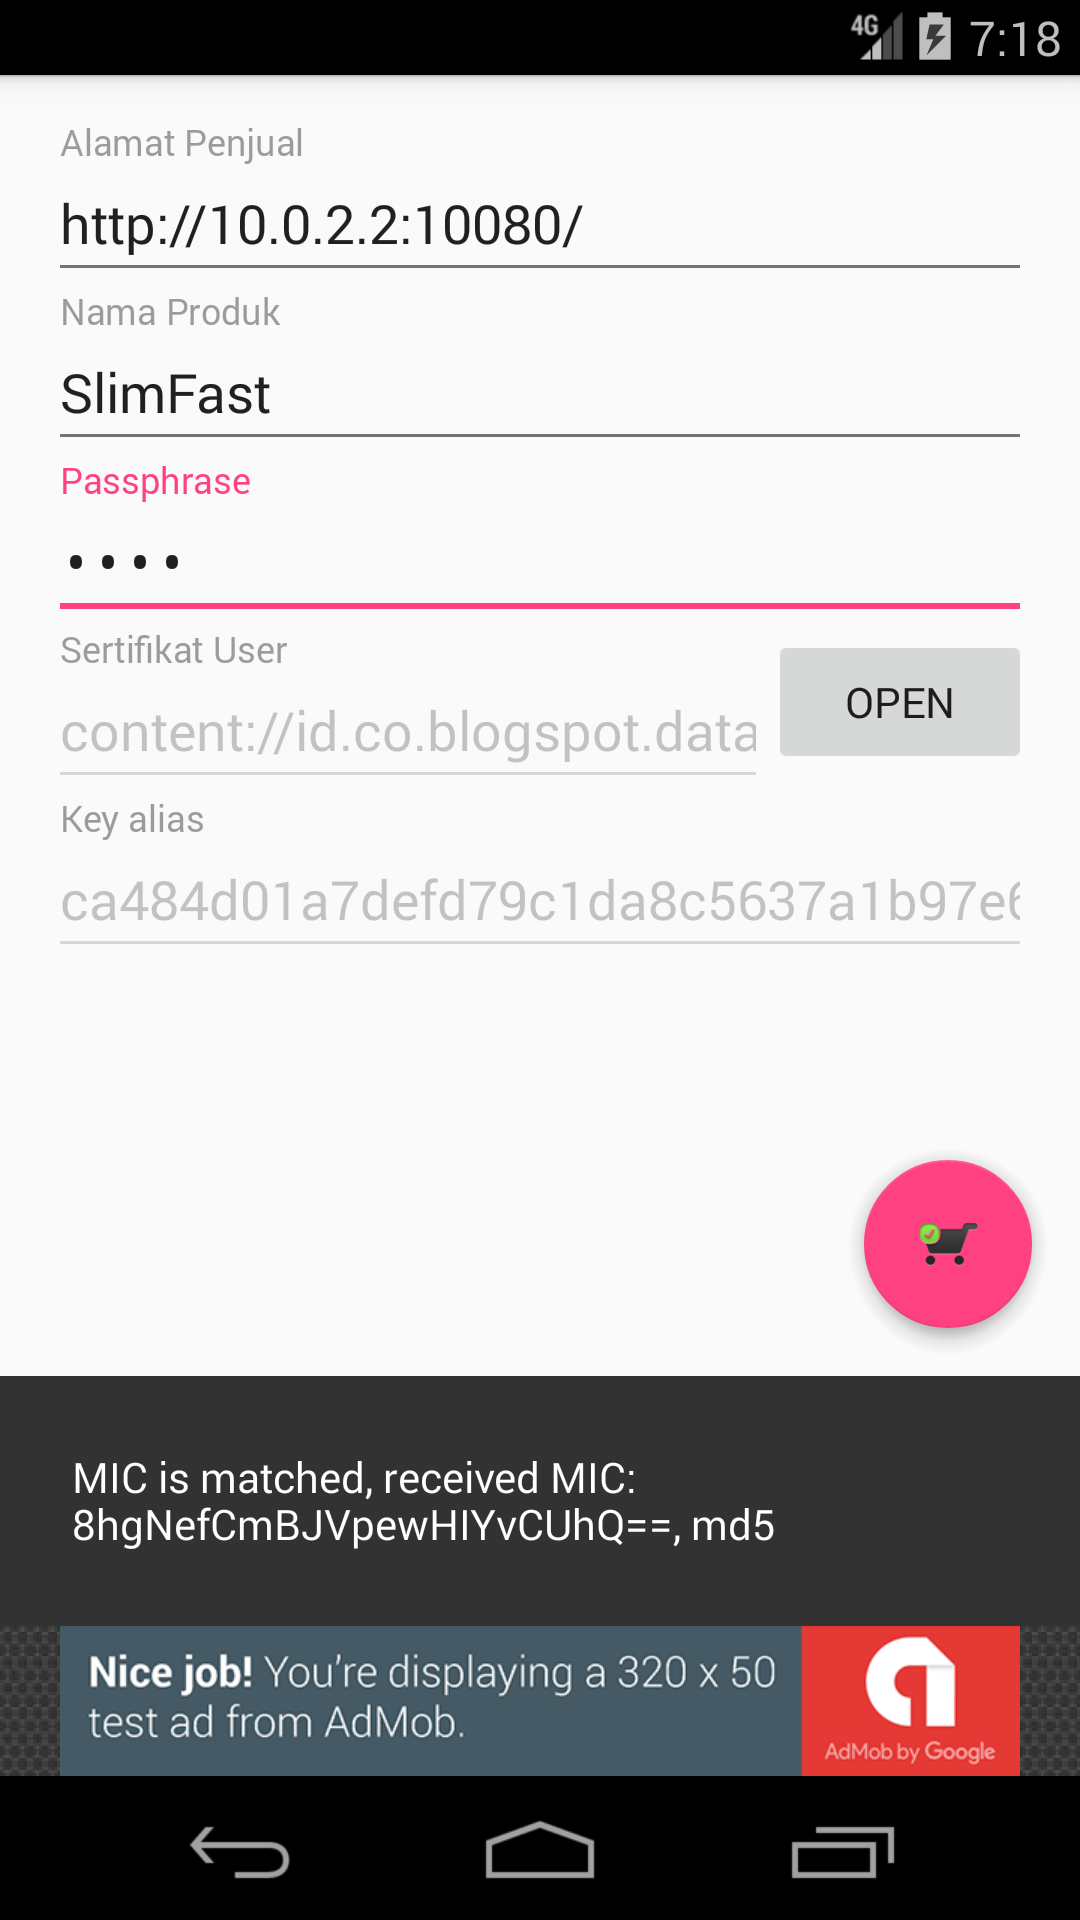 4G 7:18
Alamat Penjual
http://10.0.2.2:10080/
Nama Produk
SlimFast
Passphrase
••••
Sertifikat User
content://id.co.blogspot.data
OPEN
Key alias
ca484d01a7defd79c1da8c5637a1b97e6
MIC is matched, received MIC:
8hgNefCmBJVpewHIYvCUhQ==, md5
Nice job! You're displaying a 320 x 50
test ad from AdMob.
AdMob by Google